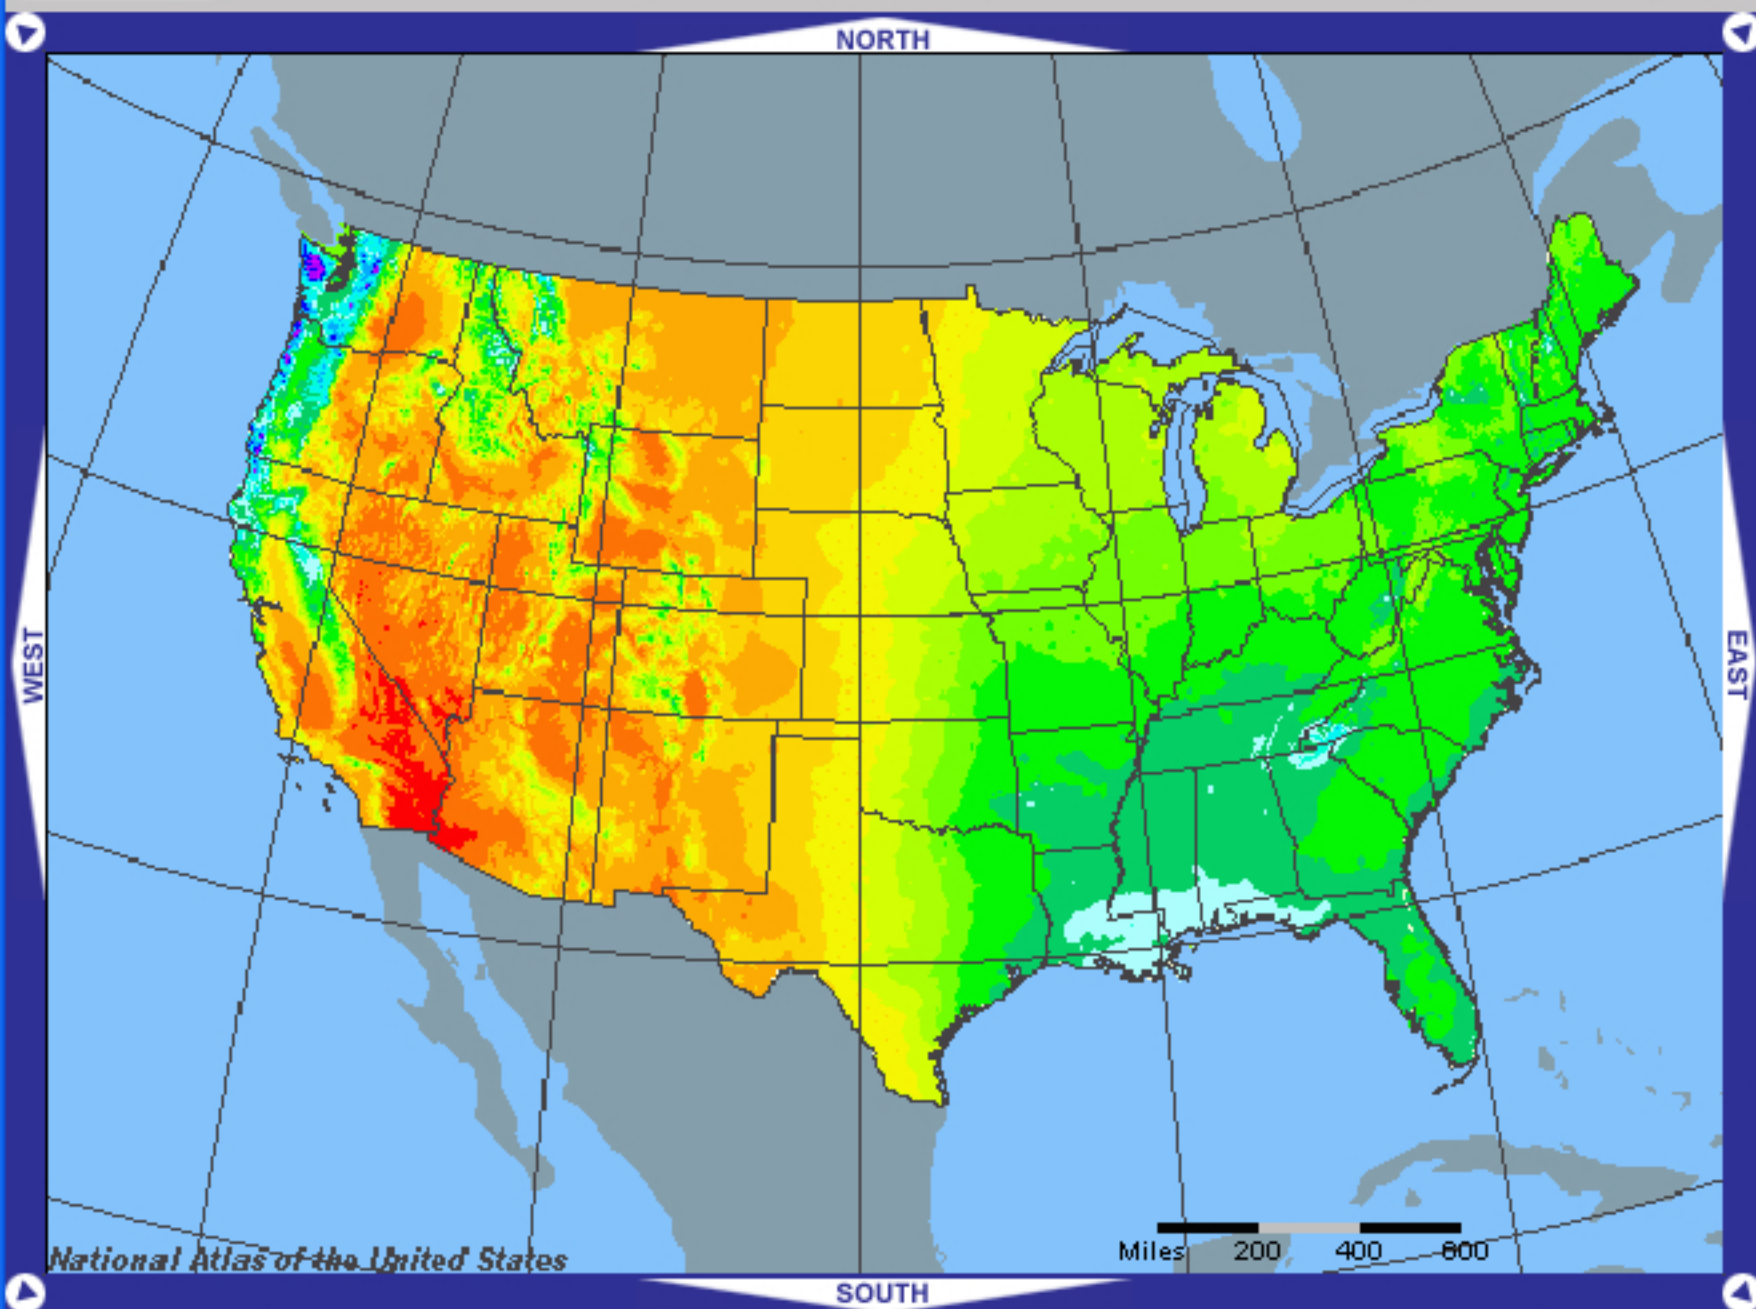 NORTH
WEST
EAST
Miles 200 400 600
National Atlas of the United States
SOUTH